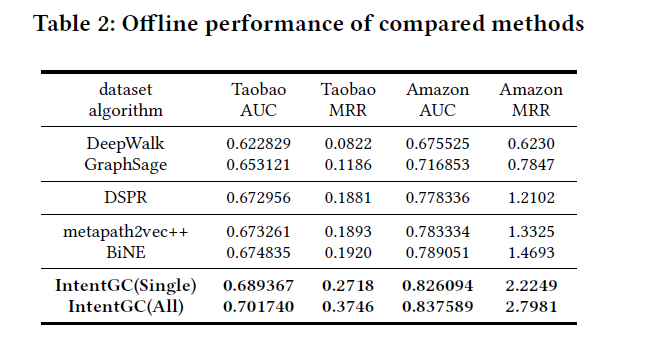 Table 2: Offline performance of compared methods
dataset Taobao Taobao Amazon Amazon
algorithm AUC MRR AUC MRR
DeepWalk 0.622829 0.0822 0.675525 0.6230
GraphSage 0.653121 0.1186 0.716853 0.7847
DSPR 0.672956 0.1881 0.778336 1.2102
metapath2vec++ 0.673261 0.1893 0.783334 1.3325
BiNE 0.674835 0.1920 0.789051 1.4693
IntentGC(Single) 0.689367 0.2718 0.826094 2.2249
IntentGC(All) 0.701740 0.3746 0.837589 2.7981